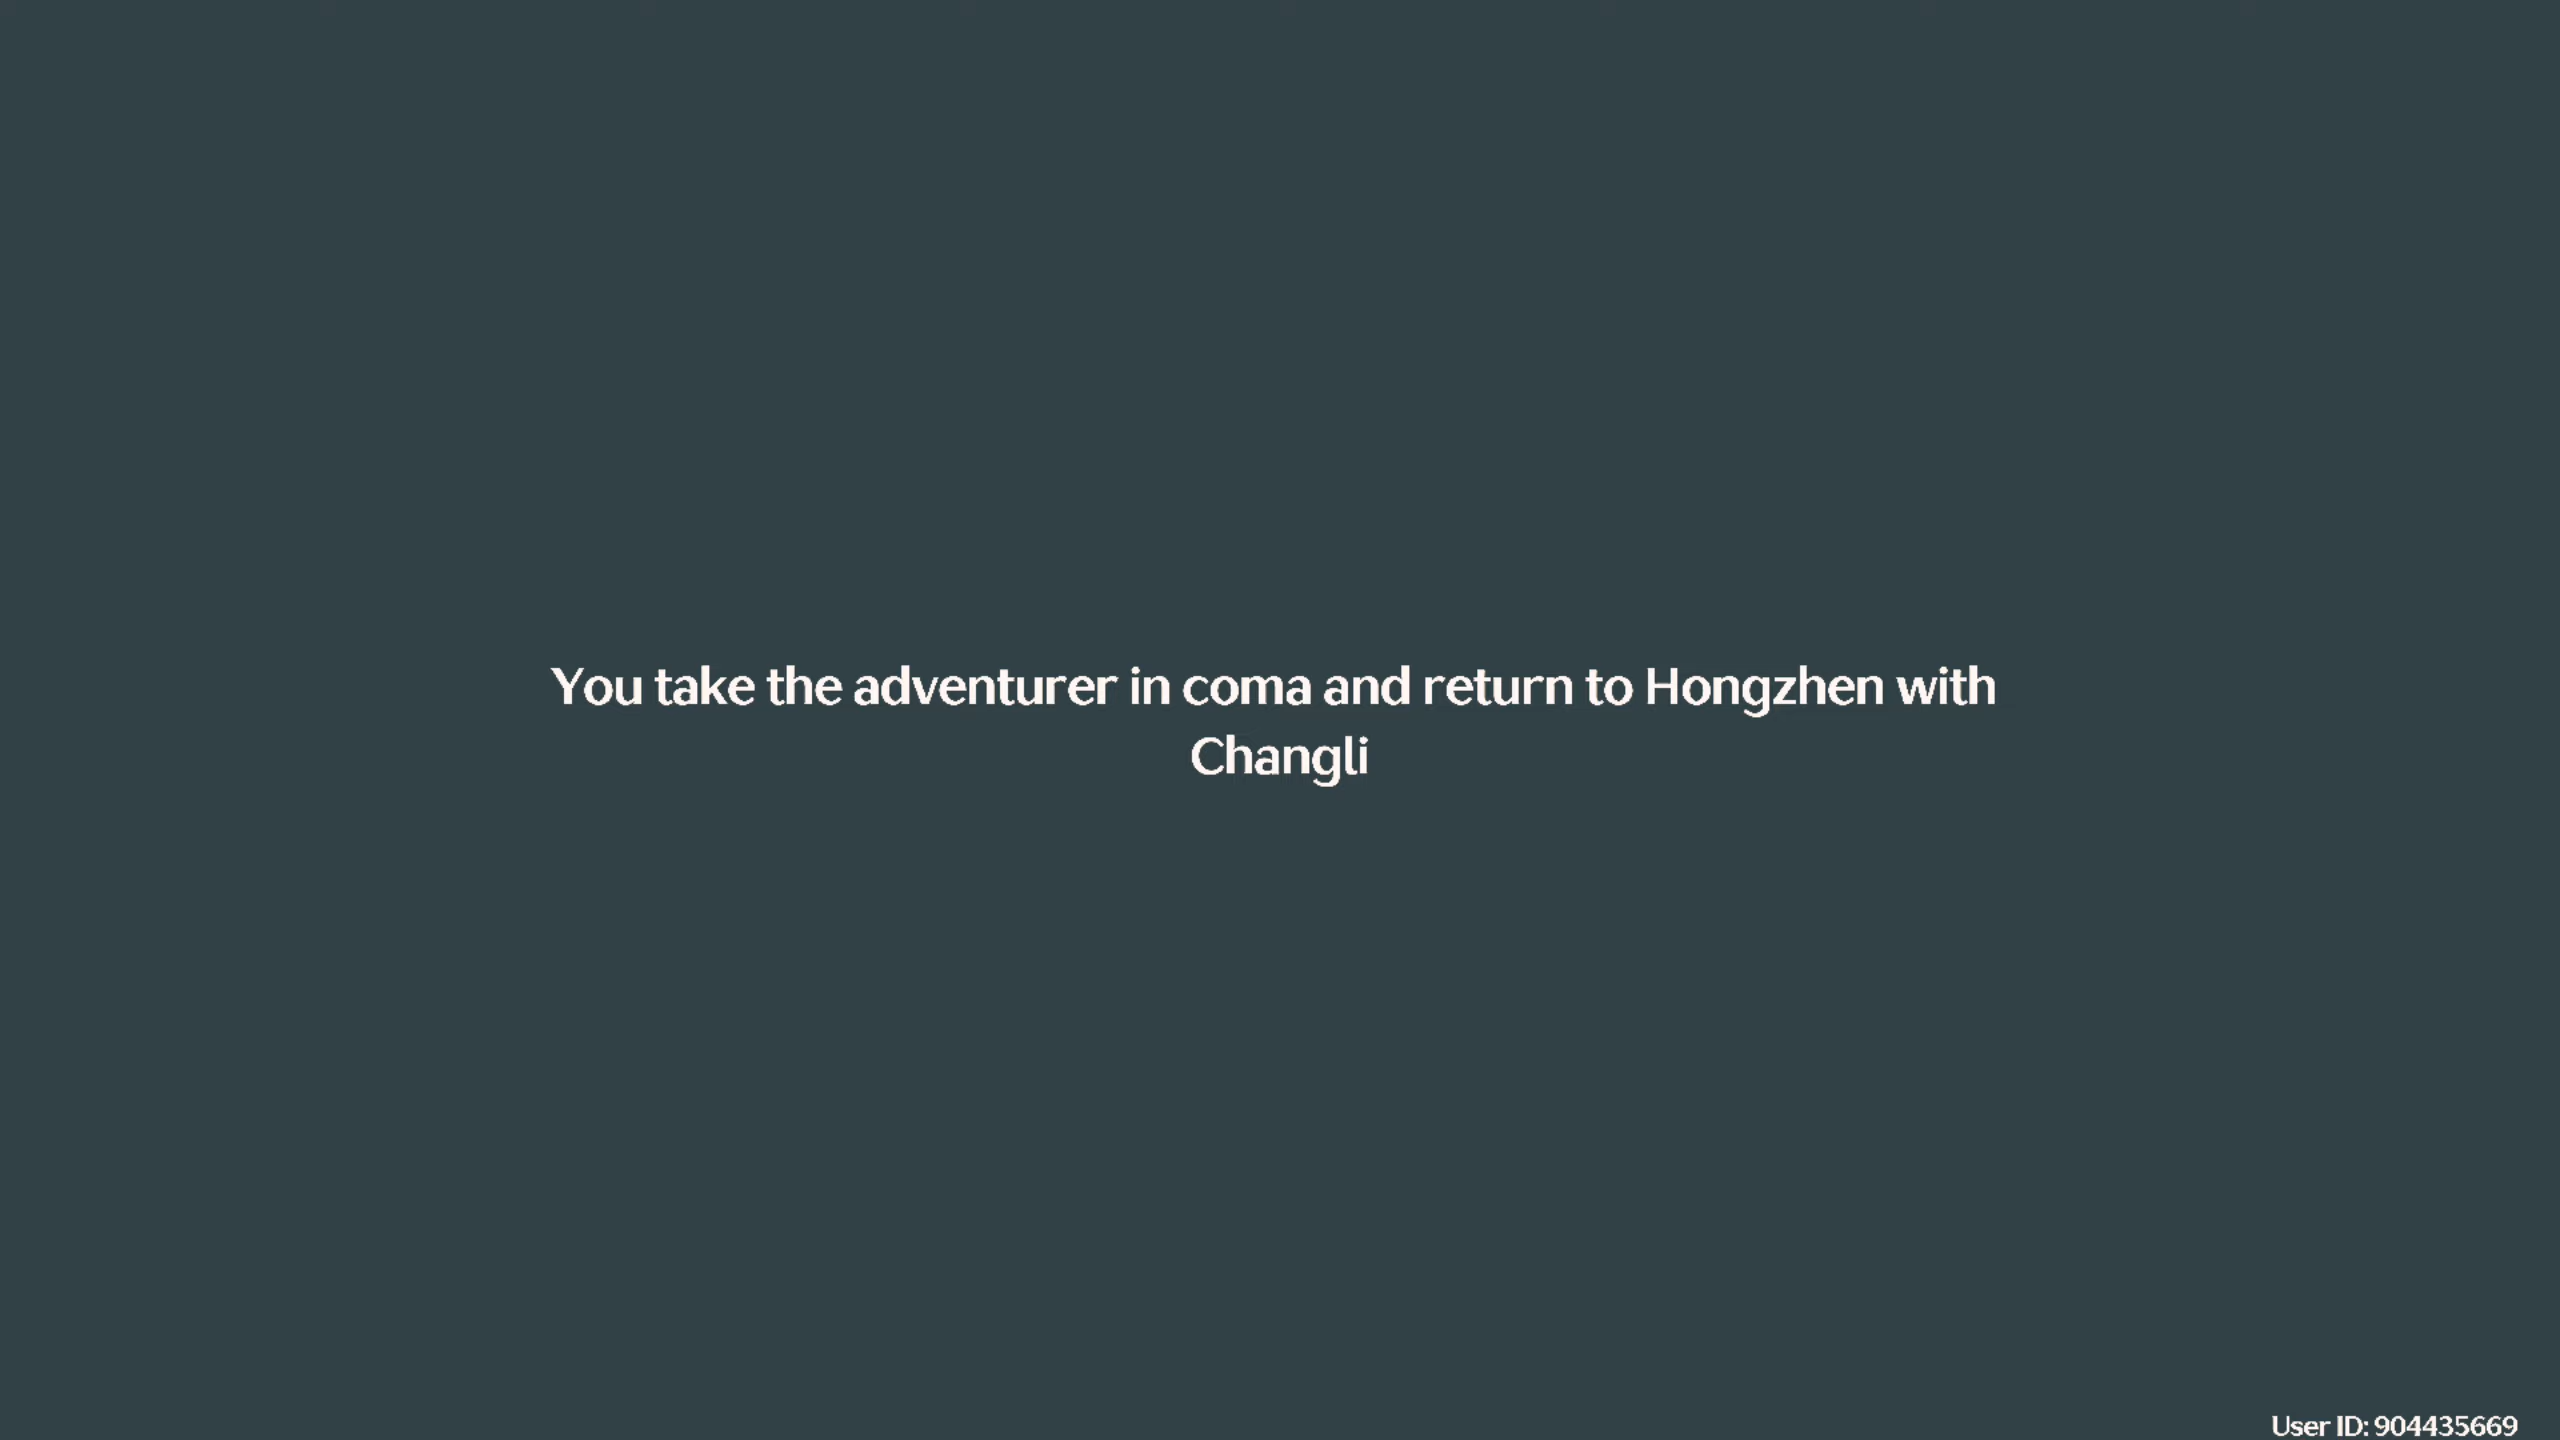 You take the adventurer in coma and return to Hongzhen with
Changli
User ID: 904435669